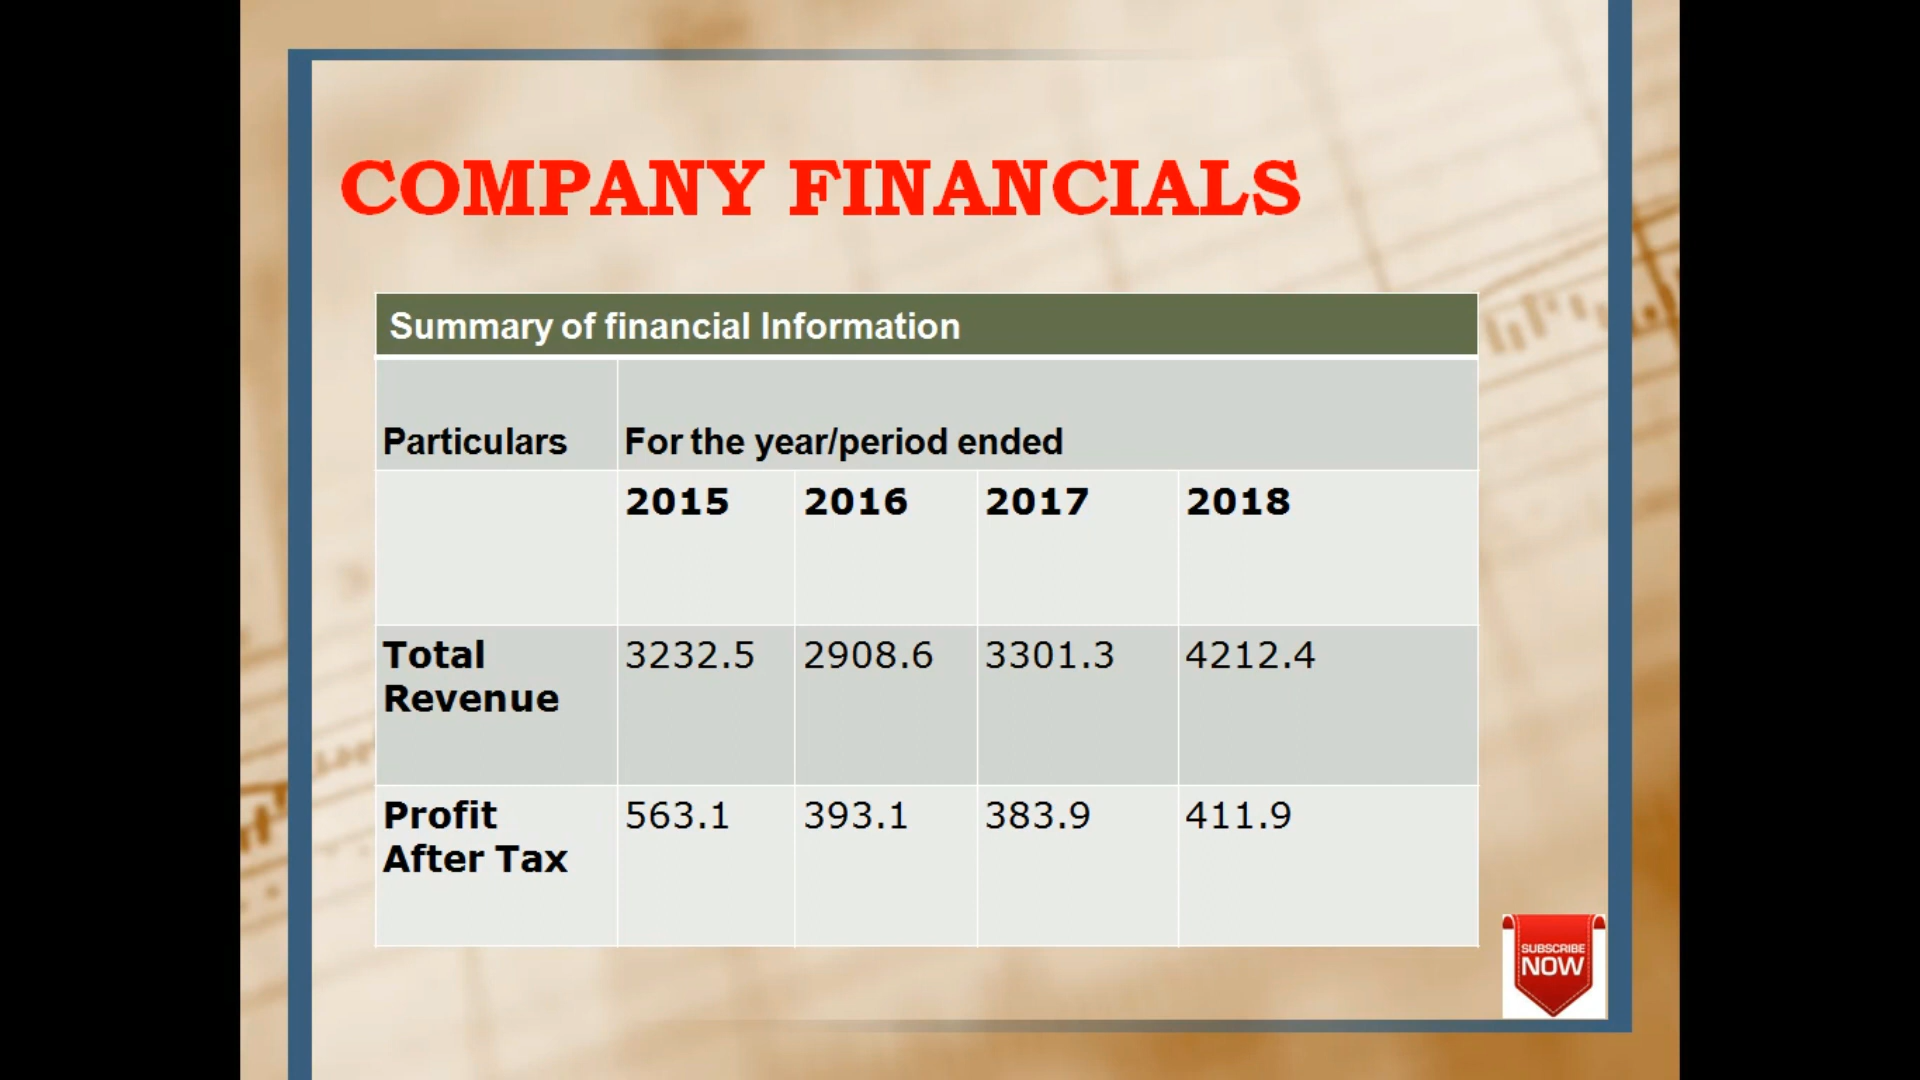 COMPANY FINANCIALS
Summary of financial Information
Particulars For the year/period ended
2015 2016 2017 2018
Total Revenue 3232.5 2908.6 3301.3 4212.4
Profit After Tax 563.1 393.1 383.9 411.9
SUBSCRIBE
NOW